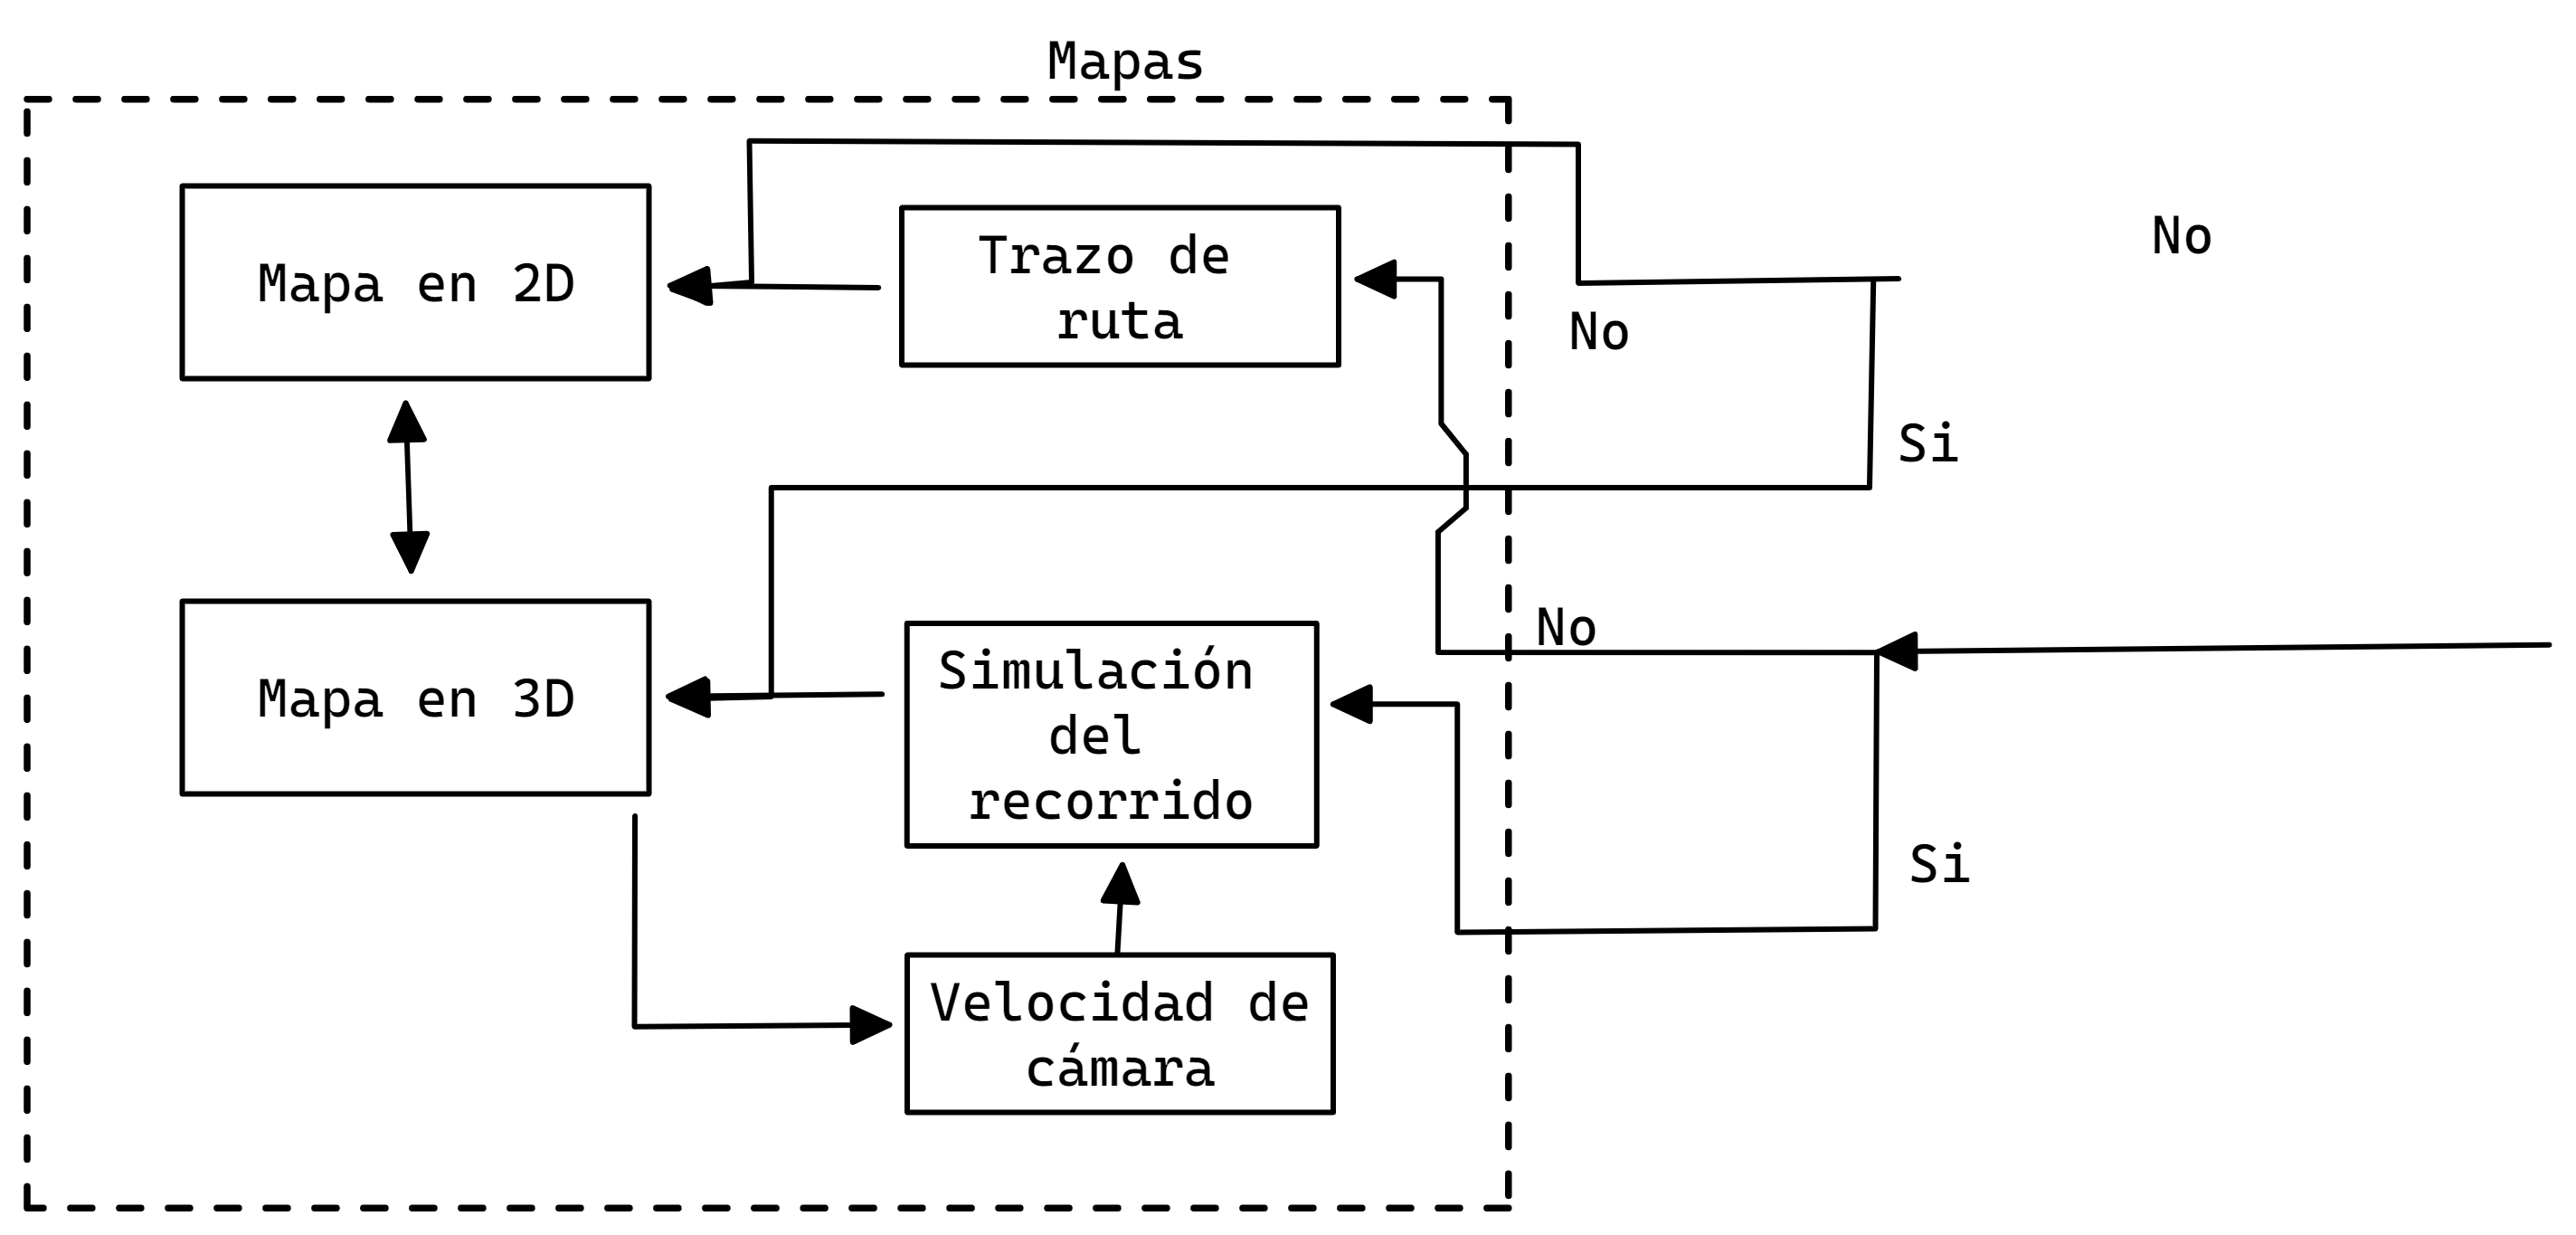 Mapas
Mapa en 2D
Trazo de
ruta
No
No
Si
Mapa en 3D
Simulación
del
recorrido
No
Si
Velocidad de
cámara